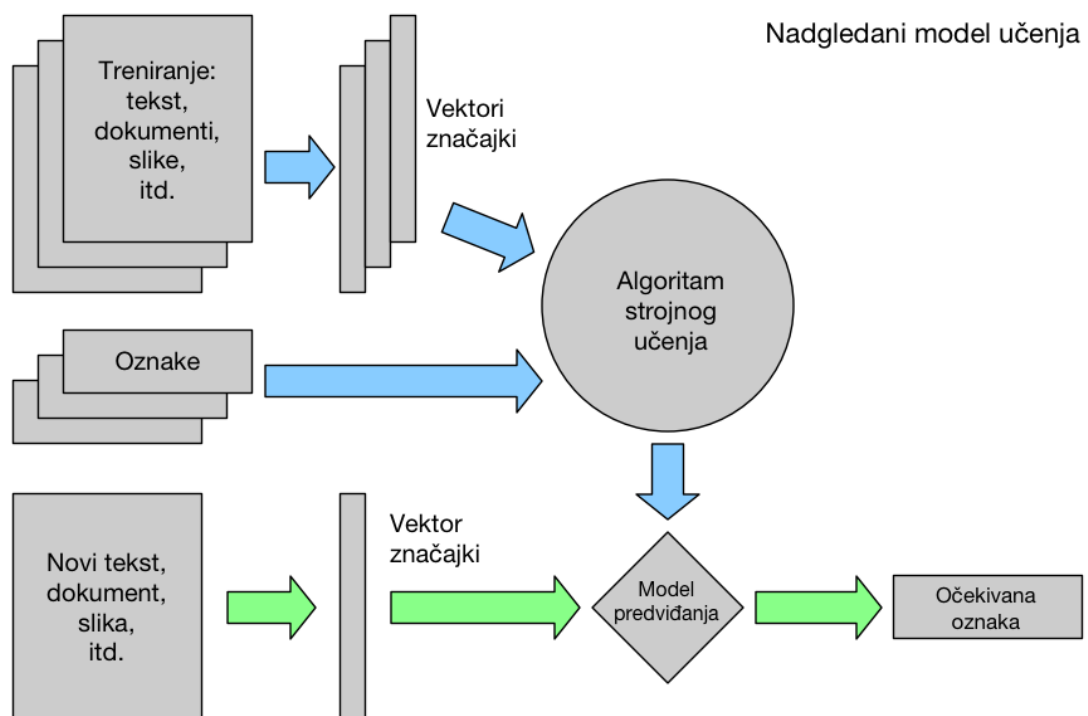 Nadgledani model učenja
Treniranje:
tekst,
dokumenti,
slike,
itd.
Vektori
značajki
Algoritam
strojnog
učenja
Oznake
Novi tekst,
dokument,
slika,
itd.
Vektor
značajki
Model
predviđanja
Očekivana
oznaka